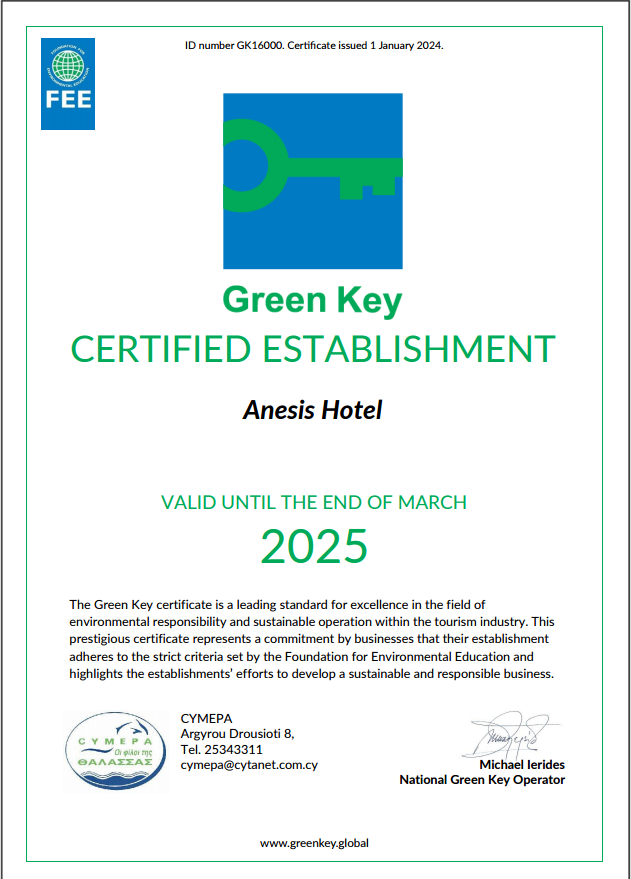 ID number GK16000. Certificate issued 1 January 2024.
FOUNDATION FOR
ENVIRONMENTAL EDUCATION
FEE
Green Key
CERTIFIED ESTABLISHMENT
Anesis Hotel
VALID UNTIL THE END OF MARCH
2025
The Green Key certificate is a leading standard for excellence in the field of
environmental responsibility and sustainable operation within the tourism industry. This
prestigious certificate represents a commitment by businesses that their establishment
adheres to the strict criteria set by the Foundation for Environmental Education and
highlights the establishments’ efforts to develop a sustainable and responsible business.
CYMEPA
Οι φίλοι της
ΘΑΛΑΣΣΑΣ
CYMEPA
Argyrou Drousioti 8,
Tel. 25343311
cymepa@cytanet.com.cy
Michael Ierides
National Green Key Operator
www.greenkey.global